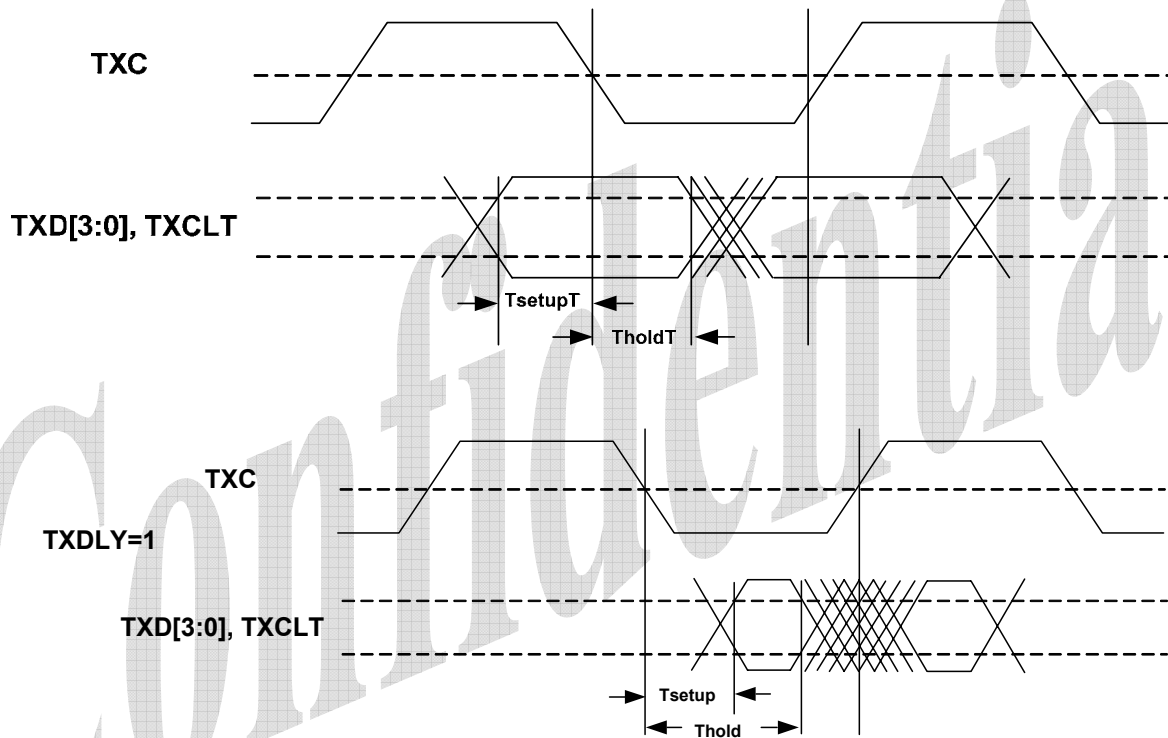 TXC
TXD[3:0], TXCLT
TsetupT
TholdT
TXC
TXDLY=1
TXD[3:0], TXCLT
Tsetup
Thold
Confidentia